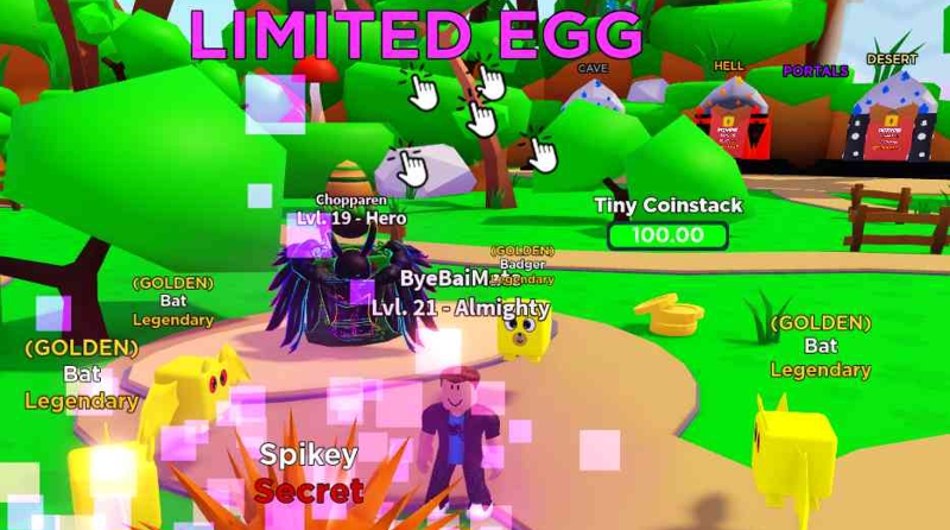 LIMITED EGG
CAVE
HELL
PORTALS
DESERT
Chopparen
Lvl. 19 - Hero
Tiny Coinstack
100.00
(GOLDEN)
Badger
Legendary
Lvl. 21 - Almighty
(GOLDEN)
Bat
Legendary
(GOLDEN)
Bat
Legendary
(GOLDEN)
Bat
Legendary
Spikey
Secret